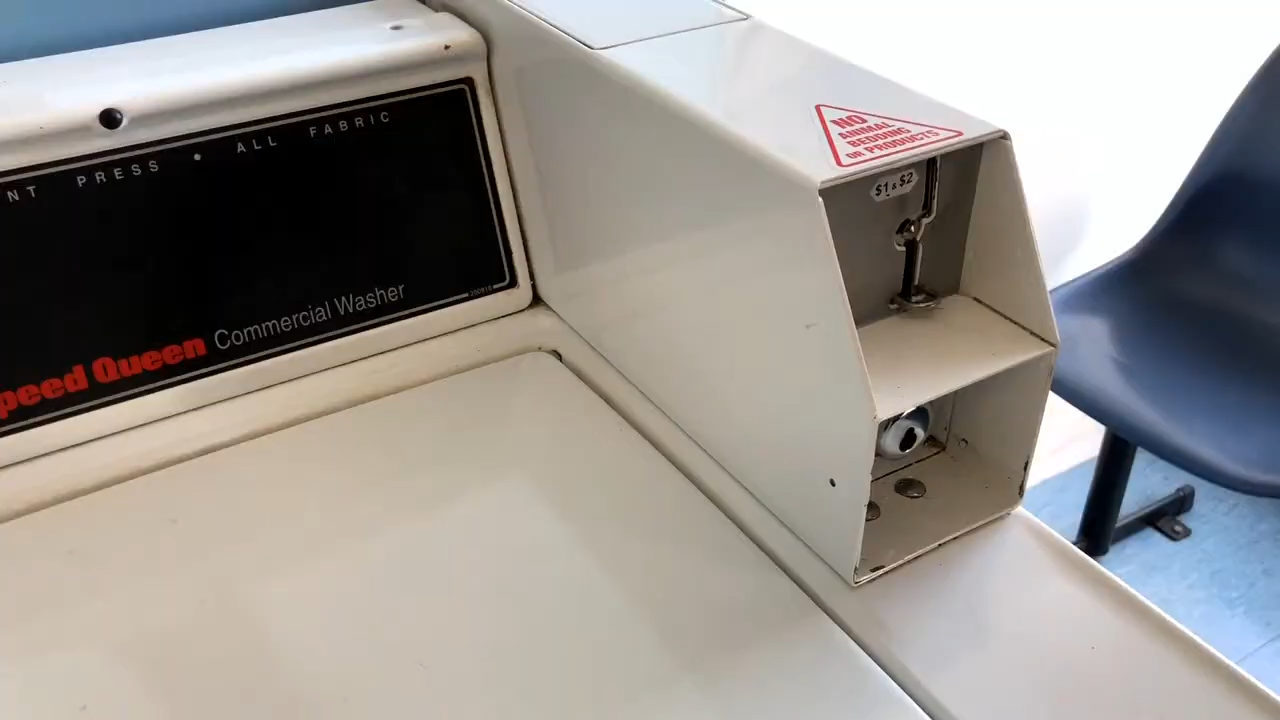 NT PRESS • ALL FABRIC
peed Queen Commercial Washer
NO
ANIMAL
BEDDING
OR PRODUCTS
$1 & $2